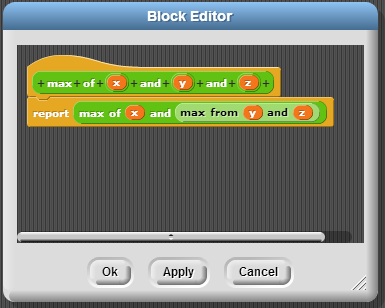 Block Editor
+ max + of + x + and + y + and + z +
report max of x and max from y and z
Ok Apply Cancel